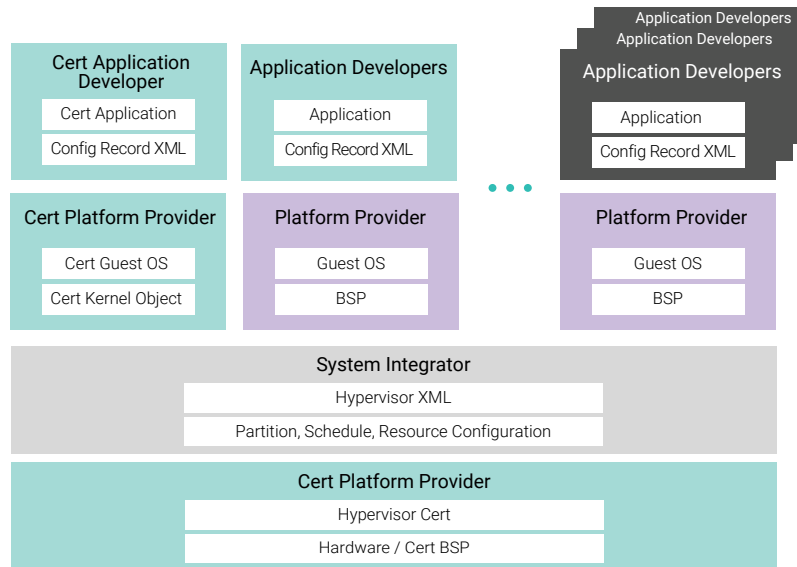 Application Developers
Application Developers
Cert Application
Developer
Cert Application
Config Record XML
Application Developers
Application
Config Record XML
Application Developers
Application
Config Record XML
Cert Platform Provider
Cert Guest OS
Cert Kernel Object
Platform Provider
Guest OS
BSP
Platform Provider
Guest OS
BSP
System Integrator
Hypervisor XML
Partition, Schedule, Resource Configuration
Cert Platform Provider
Hypervisor Cert
Hardware / Cert BSP